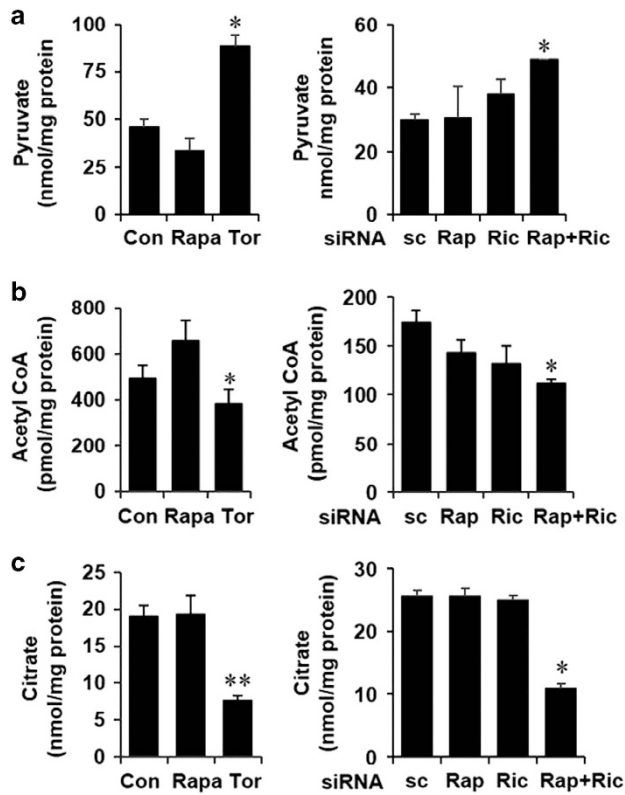 a
Pyruvate
(nmol/mg protein
100
75
50
25
0
*
Con Rapa Tor
Pyruvate
nmol/mg protein
60
40
20
0
*
siRNA sc Rap Ric Rap+Ric
b
Acetyl CoA
(pmol/mg protein)
800
600
400
200
0
*
Con Rapa Tor
Acetyl CoA
(pmol/mg protein)
200
150
100
50
0
*
siRNA sc Rap Ric Rap+Ric
c
Citrate
(nmol/mg protein)
25
20
15
10
5
0
**
Con Rapa Tor
Citrate
(nmol/mg protein)
30
20
10
0
*
siRNA sc Rap Ric Rap+Ric